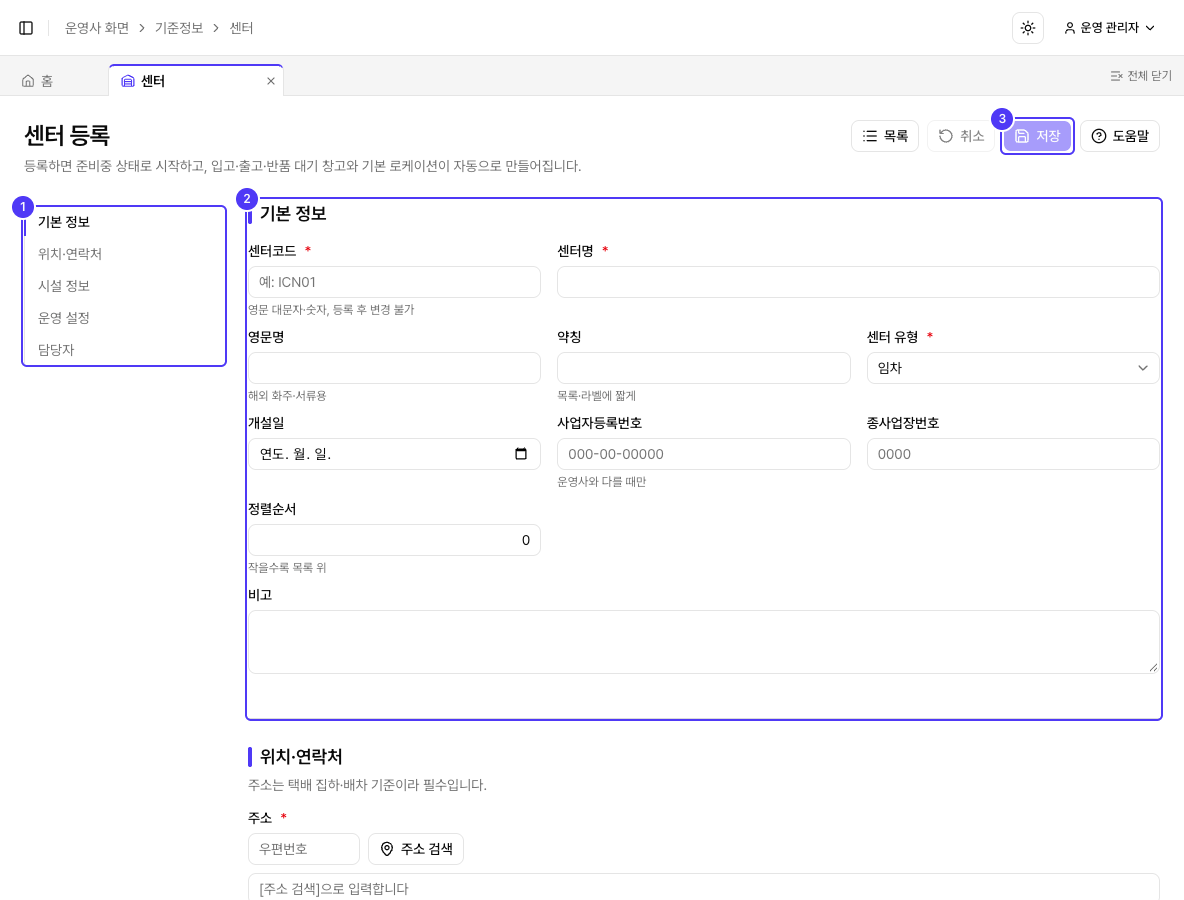 운영사 화면 > 기준정보 > 센터
운영 관리자
홈
센터
전체 닫기
센터 등록
목록
취소
3
저장
도움말
등록하면 준비중 상태로 시작하고, 입고·출고·반품 대기 창고와 기본 로케이션이 자동으로 만들어집니다.
1
기본 정보
위치·연락처
시설 정보
운영 설정
담당자
2
기본 정보
센터코드 *
센터명 *
예: ICN01
영문 대문자·숫자, 등록 후 변경 불가
영문명
약칭
센터 유형 *
임차
해외 화주·서류용
목록·라벨에 짧게
개설일
사업자등록번호
종사업장번호
연도. 월. 일.
000-00-00000
0000
운영사와 다를 때만
정렬순서
0
작을수록 목록 위
비고
위치·연락처
주소는 택배 집하·배차 기준이라 필수입니다.
주소 *
우편번호
주소 검색
[주소 검색]으로 입력합니다